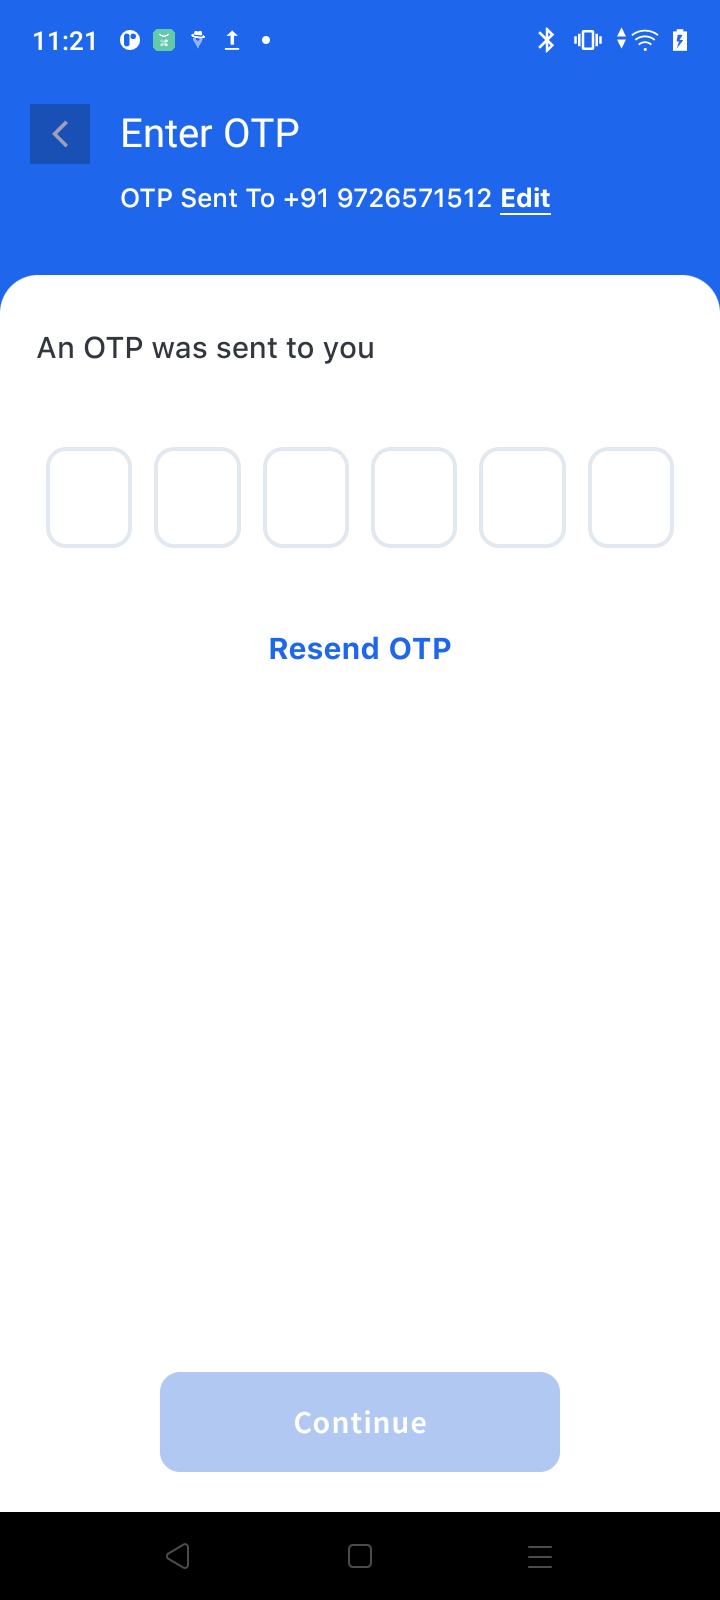 11:21
Enter OTP
OTP Sent To +91 9726571512 Edit
An OTP was sent to you
Resend OTP
Continue